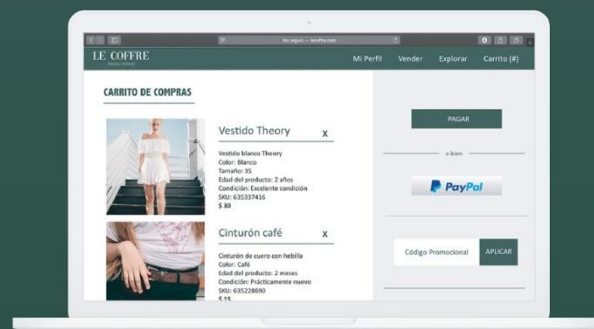 No seguro — lecoffre.com
LE COFFRE
Mi Perfil Vender Explorar Carrito (#)
CARRITO DE COMPRAS
Vestido Theory X
Vestido blanco Theory
Color: Blanco
Tamaño: XS
Edad del producto: 2 años
Condición: Excelente condición
SKU: 635337416
$ 80
Cinturón café X
Cinturón de cuero con hebilla
Color: Café
Edad del producto: 2 meses
Condición: Prácticamente nuevo
SKU: 635228690
$ 15
PAGAR
o bien
PayPal
Código Promocional APLICAR